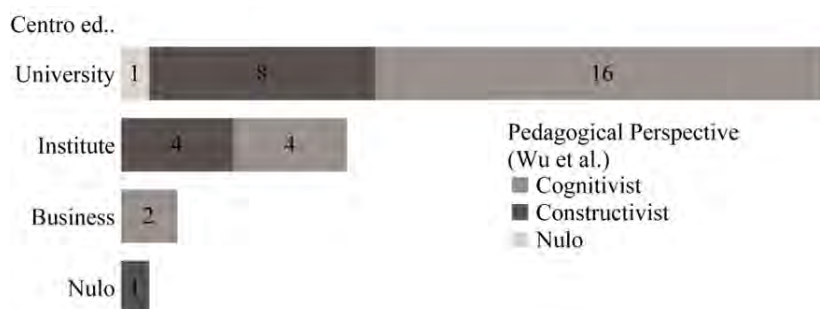 Centro ed..
University 1 8 16
Institute 4 4
Business 2
Nulo 1
Pedagogical Perspective
(Wu et al.)
Cognitivist
Constructivist
Nulo